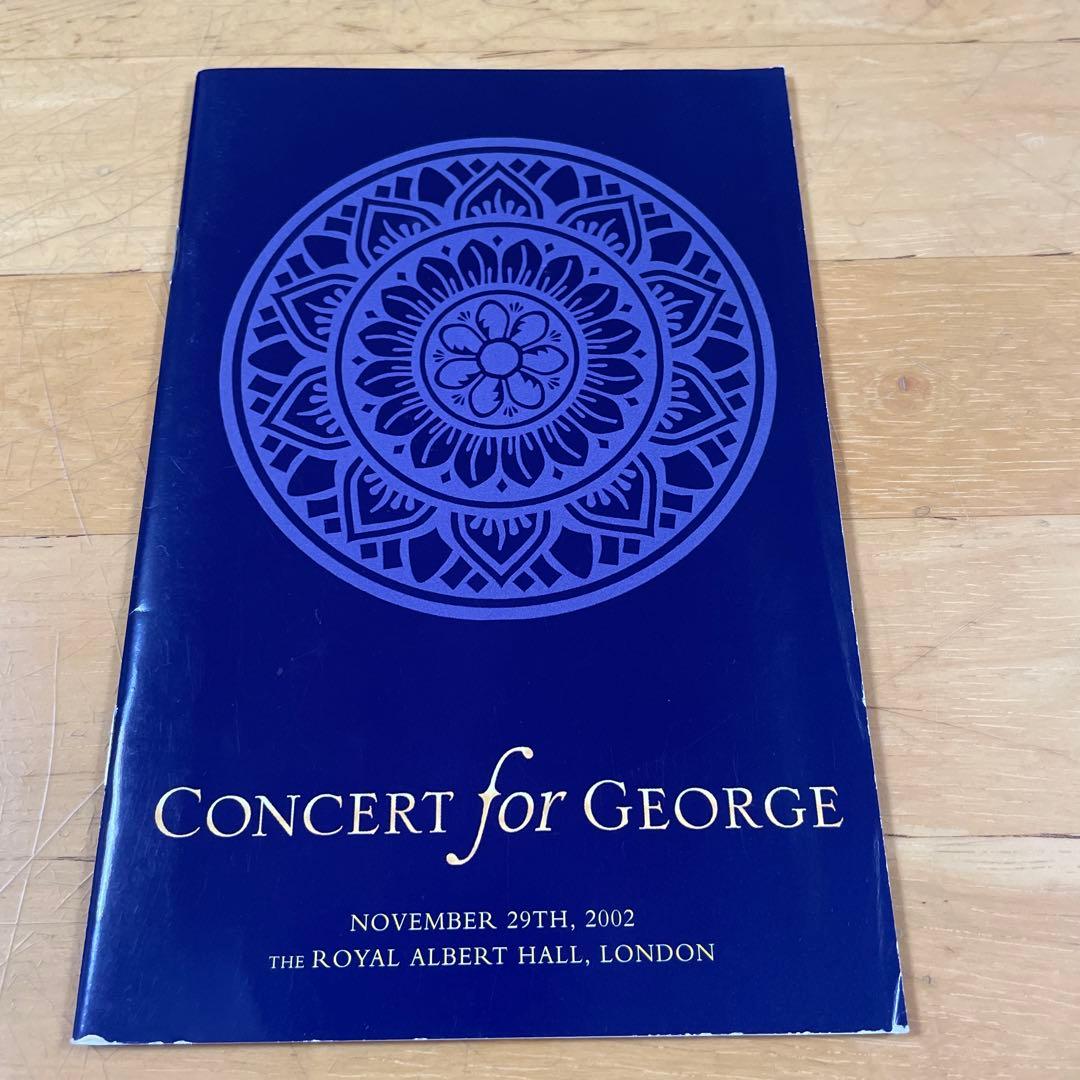 CONCERT for GEORGE
NOVEMBER 29TH, 2002
THE ROYAL ALBERT HALL, LONDON